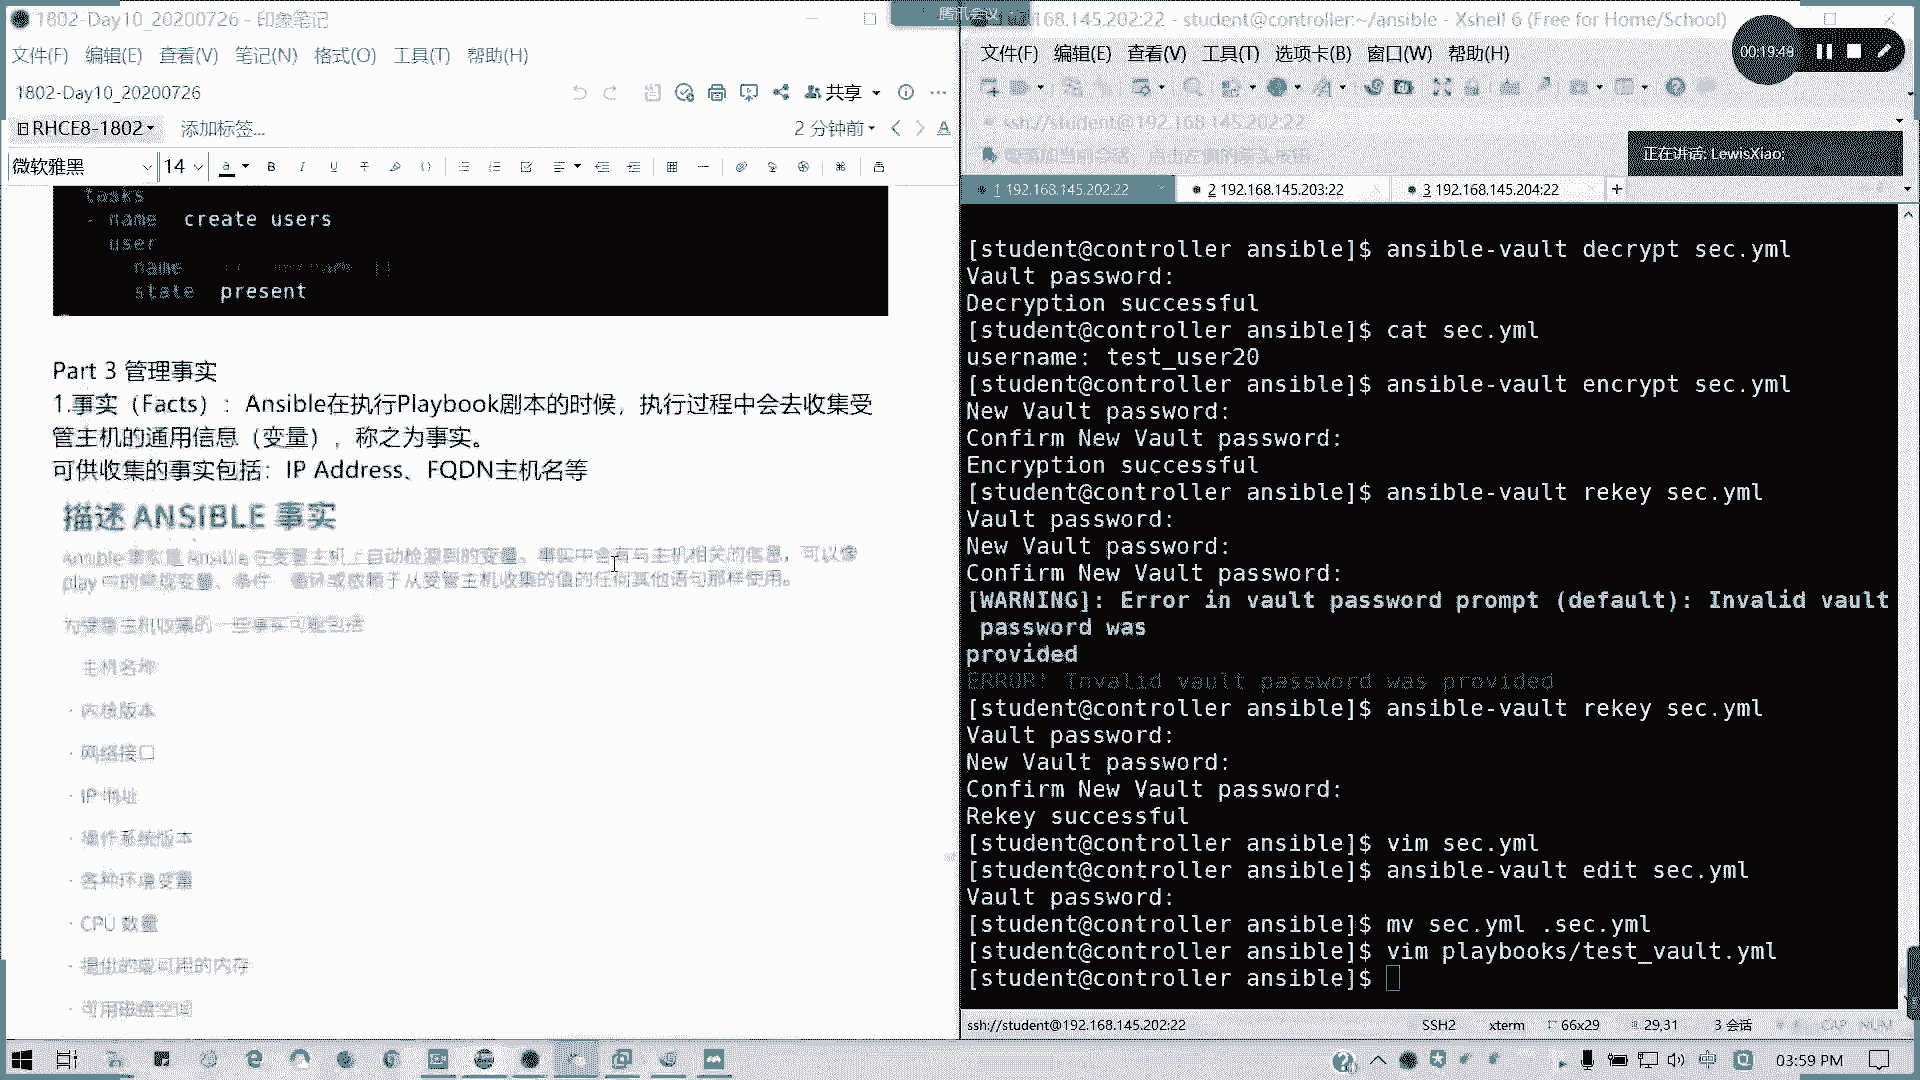 1802-Day10_20200726 - 印象笔记
文件(F) 编辑(E) 查看(V) 笔记(N) 格式(O) 工具(T) 帮助(H)
1802-Day10_20200726
共享
RHCE8-1802
添加标签...
2 分钟前
微软雅黑
14
tasks
- name create users
user
name
state present
Part 3 管理事实
1.事实（Facts）：Ansible在执行Playbook剧本的时候，执行过程中会去收集受
管主机的通用信息（变量），称之为事实。
可供收集的事实包括：IP Address、FQDN主机名等
描述 ANSIBLE 事实
Ansible 事实是 Ansible 在受管主机上自动检测到的变量。事实中含有与主机相关的信息，可以像
play 中的常规变量、条件、循环或依赖于从受管主机收集的值的任何其他语句那样使用。
为受管主机收集的一些事实可能包括
主机名称
· 内核版本
· 网络接口
· IP 地址
· 操作系统版本
· 各种环境变量
· CPU 数量
· 提供的或可用的内存
· 可用磁盘空间
腾讯会议
168.145.202:22 - student@controller:~/ansible - Xshell 6 (Free for Home/School)
文件(F) 编辑(E) 查看(V) 工具(T) 选项卡(B) 窗口(W) 帮助(H)
00:19:49
ssh://student@192.168.145.202:22
要添加当前会话，点击左侧的箭头按钮。
正在讲话: LewisXiao;
1 192.168.145.202:22
2 192.168.145.203:22
3 192.168.145.204:22
[student@controller ansible]$ ansible-vault decrypt sec.yml
Vault password:
Decryption successful
[student@controller ansible]$ cat sec.yml
username: test_user20
[student@controller ansible]$ ansible-vault encrypt sec.yml
New Vault password:
Confirm New Vault password:
Encryption successful
[student@controller ansible]$ ansible-vault rekey sec.yml
Vault password:
New Vault password:
Confirm New Vault password:
[WARNING]: Error in vault password prompt (default): Invalid vault
password was
provided
ERROR! Invalid vault password was provided
[student@controller ansible]$ ansible-vault rekey sec.yml
Vault password:
New Vault password:
Confirm New Vault password:
Rekey successful
[student@controller ansible]$ vim sec.yml
[student@controller ansible]$ ansible-vault edit sec.yml
Vault password:
[student@controller ansible]$ mv sec.yml .sec.yml
[student@controller ansible]$ vim playbooks/test_vault.yml
[student@controller ansible]$
ssh://student@192.168.145.202:22
SSH2
xterm
66x29
29,31
3 会话
CAP NUM
中
03:59 PM